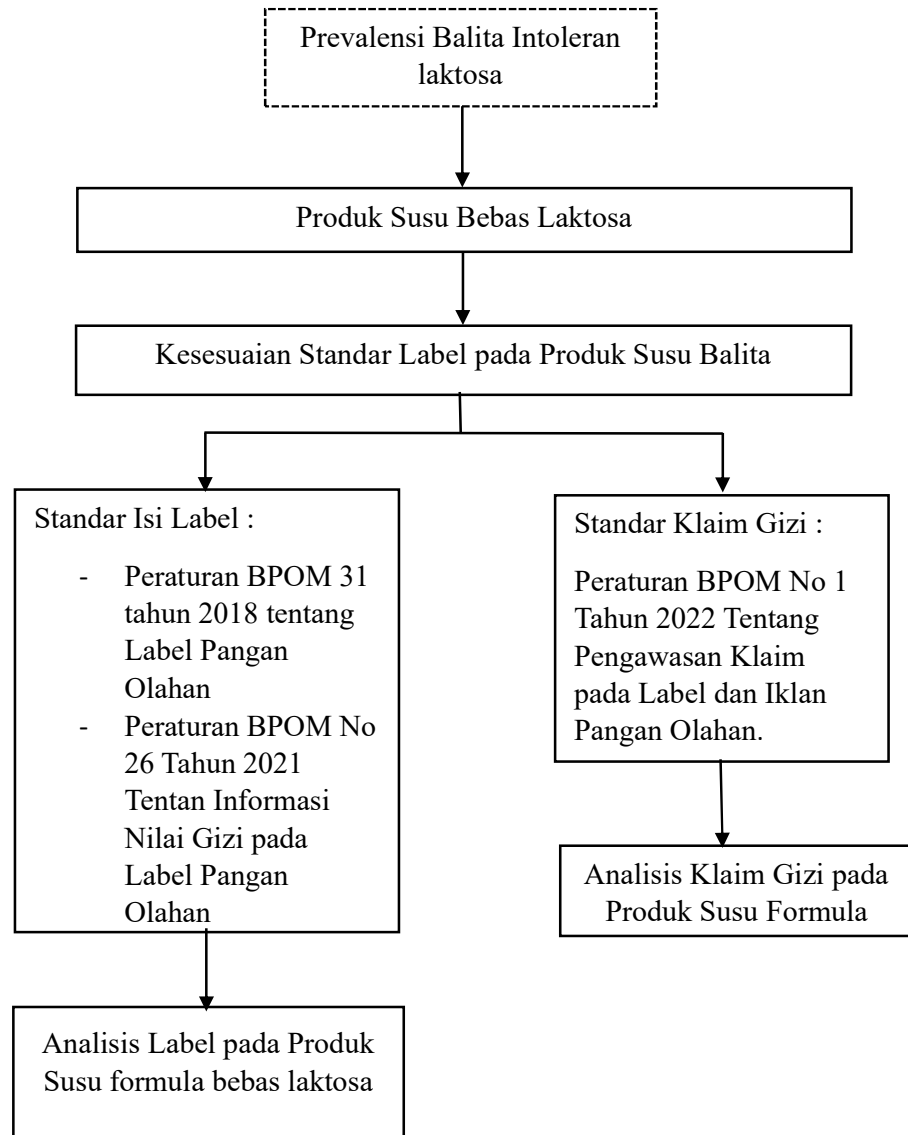 Prevalensi Balita Intoleran
laktosa
Produk Susu Bebas Laktosa
Kesesuaian Standar Label pada Produk Susu Balita
Standar Isi Label :
- Peraturan BPOM 31
tahun 2018 tentang
Label Pangan
Olahan
- Peraturan BPOM No
26 Tahun 2021
Tentan Informasi
Nilai Gizi pada
Label Pangan
Olahan
Standar Klaim Gizi :
Peraturan BPOM No 1
Tahun 2022 Tentang
Pengawasan Klaim
pada Label dan Iklan
Pangan Olahan.
Analisis Klaim Gizi pada
Produk Susu Formula
Analisis Label pada Produk
Susu formula bebas laktosa